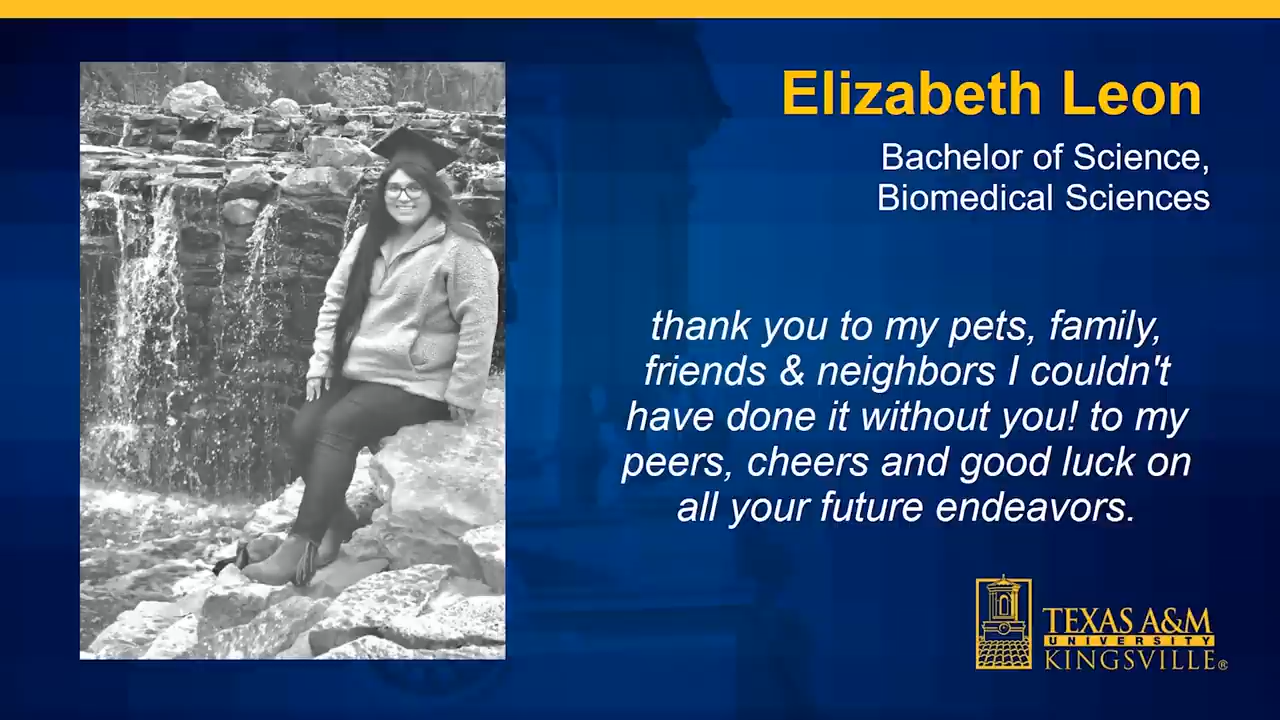 Elizabeth Leon
Bachelor of Science,
Biomedical Sciences
thank you to my pets, family,
friends & neighbors I couldn't
have done it without you! to my
peers, cheers and good luck on
all your future endeavors.
TEXAS A&M
UNIVERSITY
KINGSVILLE®